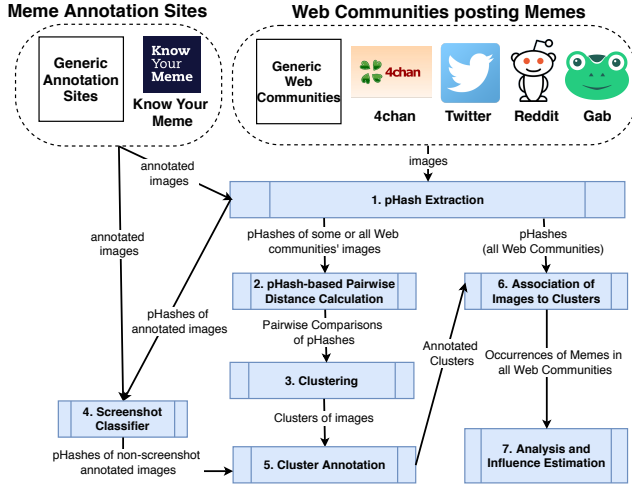 Meme Annotation Sites
Web Communities posting Memes
Generic
Annotation
Sites
Know
Your
Meme
Know Your
Meme
Generic
Web
Communities
4chan
4chan
Twitter
Reddit
Gab
annotated
images
images
1. pHash Extraction
annotated
images
pHashes of some or all Web
communities' images
pHashes
(all Web Communities)
2. pHash-based Pairwise
Distance Calculation
6. Association of
Images to Clusters
pHashes of
annotated images
Pairwise Comparisons
of pHashes
Annotated
Clusters
Occurrences of Memes in
all Web Communities
3. Clustering
4. Screenshot
Classifier
Clusters of images
pHashes of non-screenshot
annotated images
5. Cluster Annotation
7. Analysis and
Influence Estimation